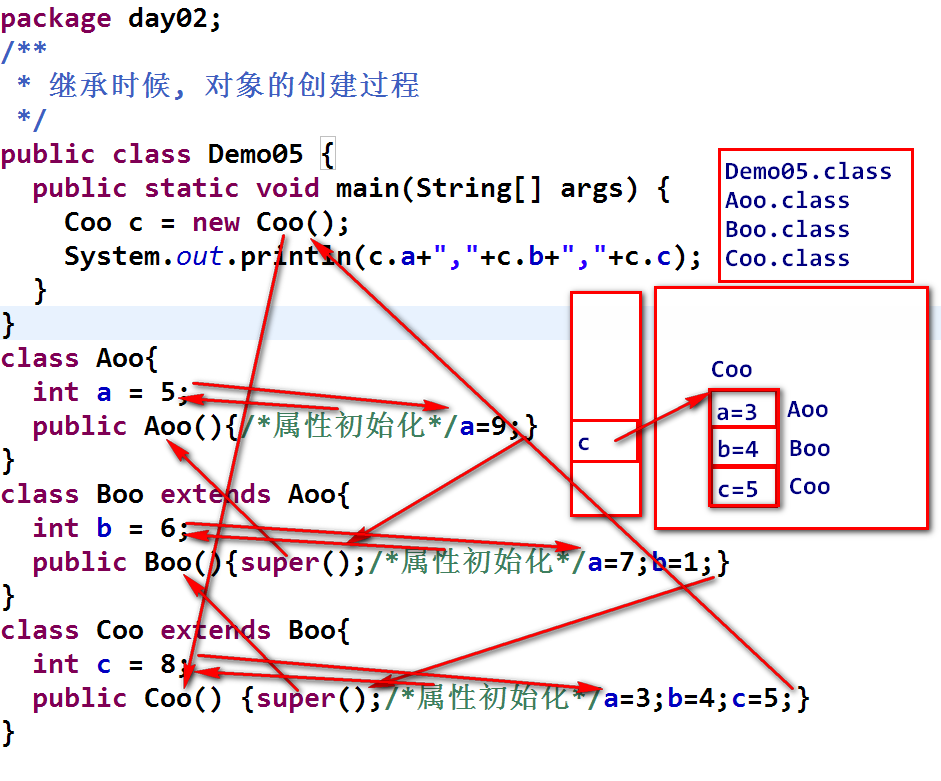 package day02;
/**
 * 继承时候, 对象的创建过程
 */
public class Demo05 {
  public static void main(String[] args) {
    Coo c = new Coo();
    System.out.println(c.a+","+c.b+","+c.c);
  }
}
class Aoo{
  int a = 5;
  public Aoo(){/*属性初始化*/a=9;}
}
class Boo extends Aoo{
  int b = 6;
  public Boo(){super();/*属性初始化*/a=7;b=1;}
}
class Coo extends Boo{
  int c = 8;
  public Coo() {super();/*属性初始化*/a=3;b=4;c=5;}
}
Demo05.class
Aoo.class
Boo.class
Coo.class
c
Coo
a=3 Aoo
b=4 Boo
c=5 Coo